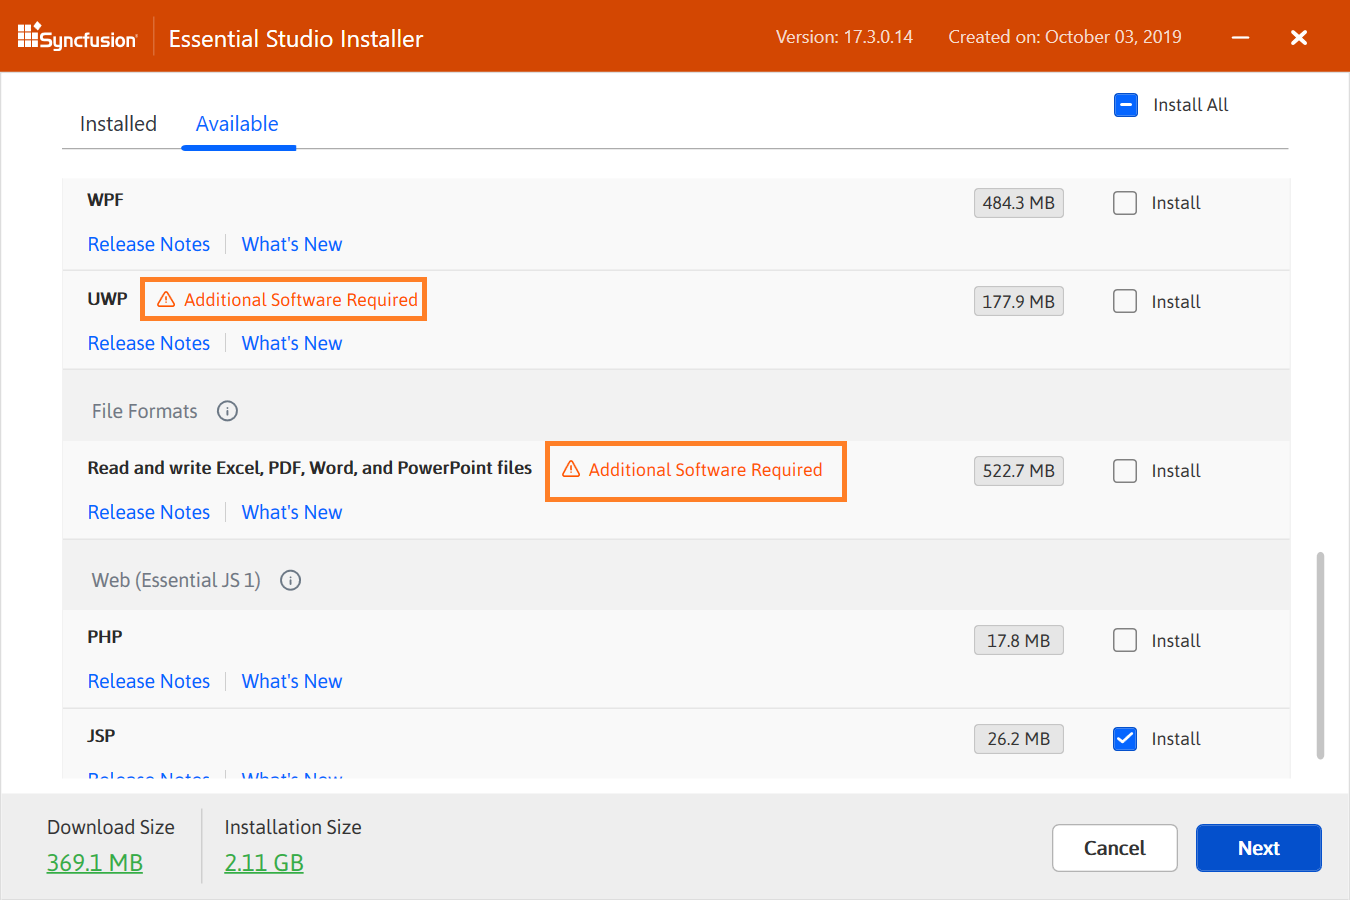 Syncfusion Essential Studio Installer Version: 17.3.0.14 Created on: October 03, 2019
Installed Available Install All
WPF 484.3 MB Install
Release Notes What's New
UWP Additional Software Required 177.9 MB Install
Release Notes What's New
File Formats
Read and write Excel, PDF, Word, and PowerPoint files Additional Software Required 522.7 MB Install
Release Notes What's New
Web (Essential JS 1)
PHP 17.8 MB Install
Release Notes What's New
JSP 26.2 MB Install
Release Notes What's New
Download Size Installation Size
369.1 MB 2.11 GB
Cancel Next